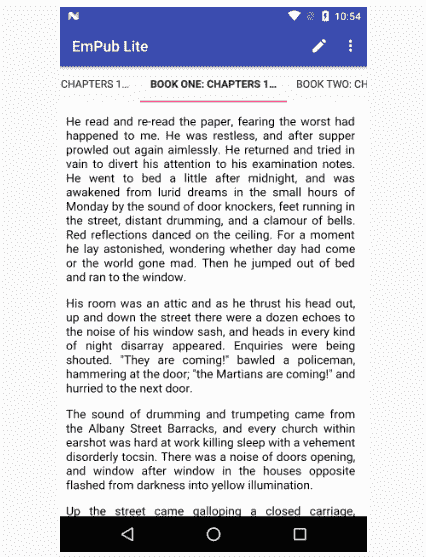 10:54
EmPub Lite
CHAPTERS 1... BOOK ONE: CHAPTERS 1... BOOK TWO: CH
He read and re-read the paper, fearing the worst had
happened to me. He was restless, and after supper
prowled out again aimlessly. He returned and tried in
vain to divert his attention to his examination notes.
He went to bed a little after midnight, and was
awakened from lurid dreams in the small hours of
Monday by the sound of door knockers, feet running in
the street, distant drumming, and a clamour of bells.
Red reflections danced on the ceiling. For a moment
he lay astonished, wondering whether day had come
or the world gone mad. Then he jumped out of bed
and ran to the window.
His room was an attic and as he thrust his head out,
up and down the street there were a dozen echoes to
the noise of his window sash, and heads in every kind
of night disarray appeared. Enquiries were being
shouted. "They are coming!" bawled a policeman,
hammering at the door; "the Martians are coming!" and
hurried to the next door.
The sound of drumming and trumpeting came from
the Albany Street Barracks, and every church within
earshot was hard at work killing sleep with a vehement
disorderly tocsin. There was a noise of doors opening,
and window after window in the houses opposite
flashed from darkness into yellow illumination.
Up the street came galloping a closed carriage,